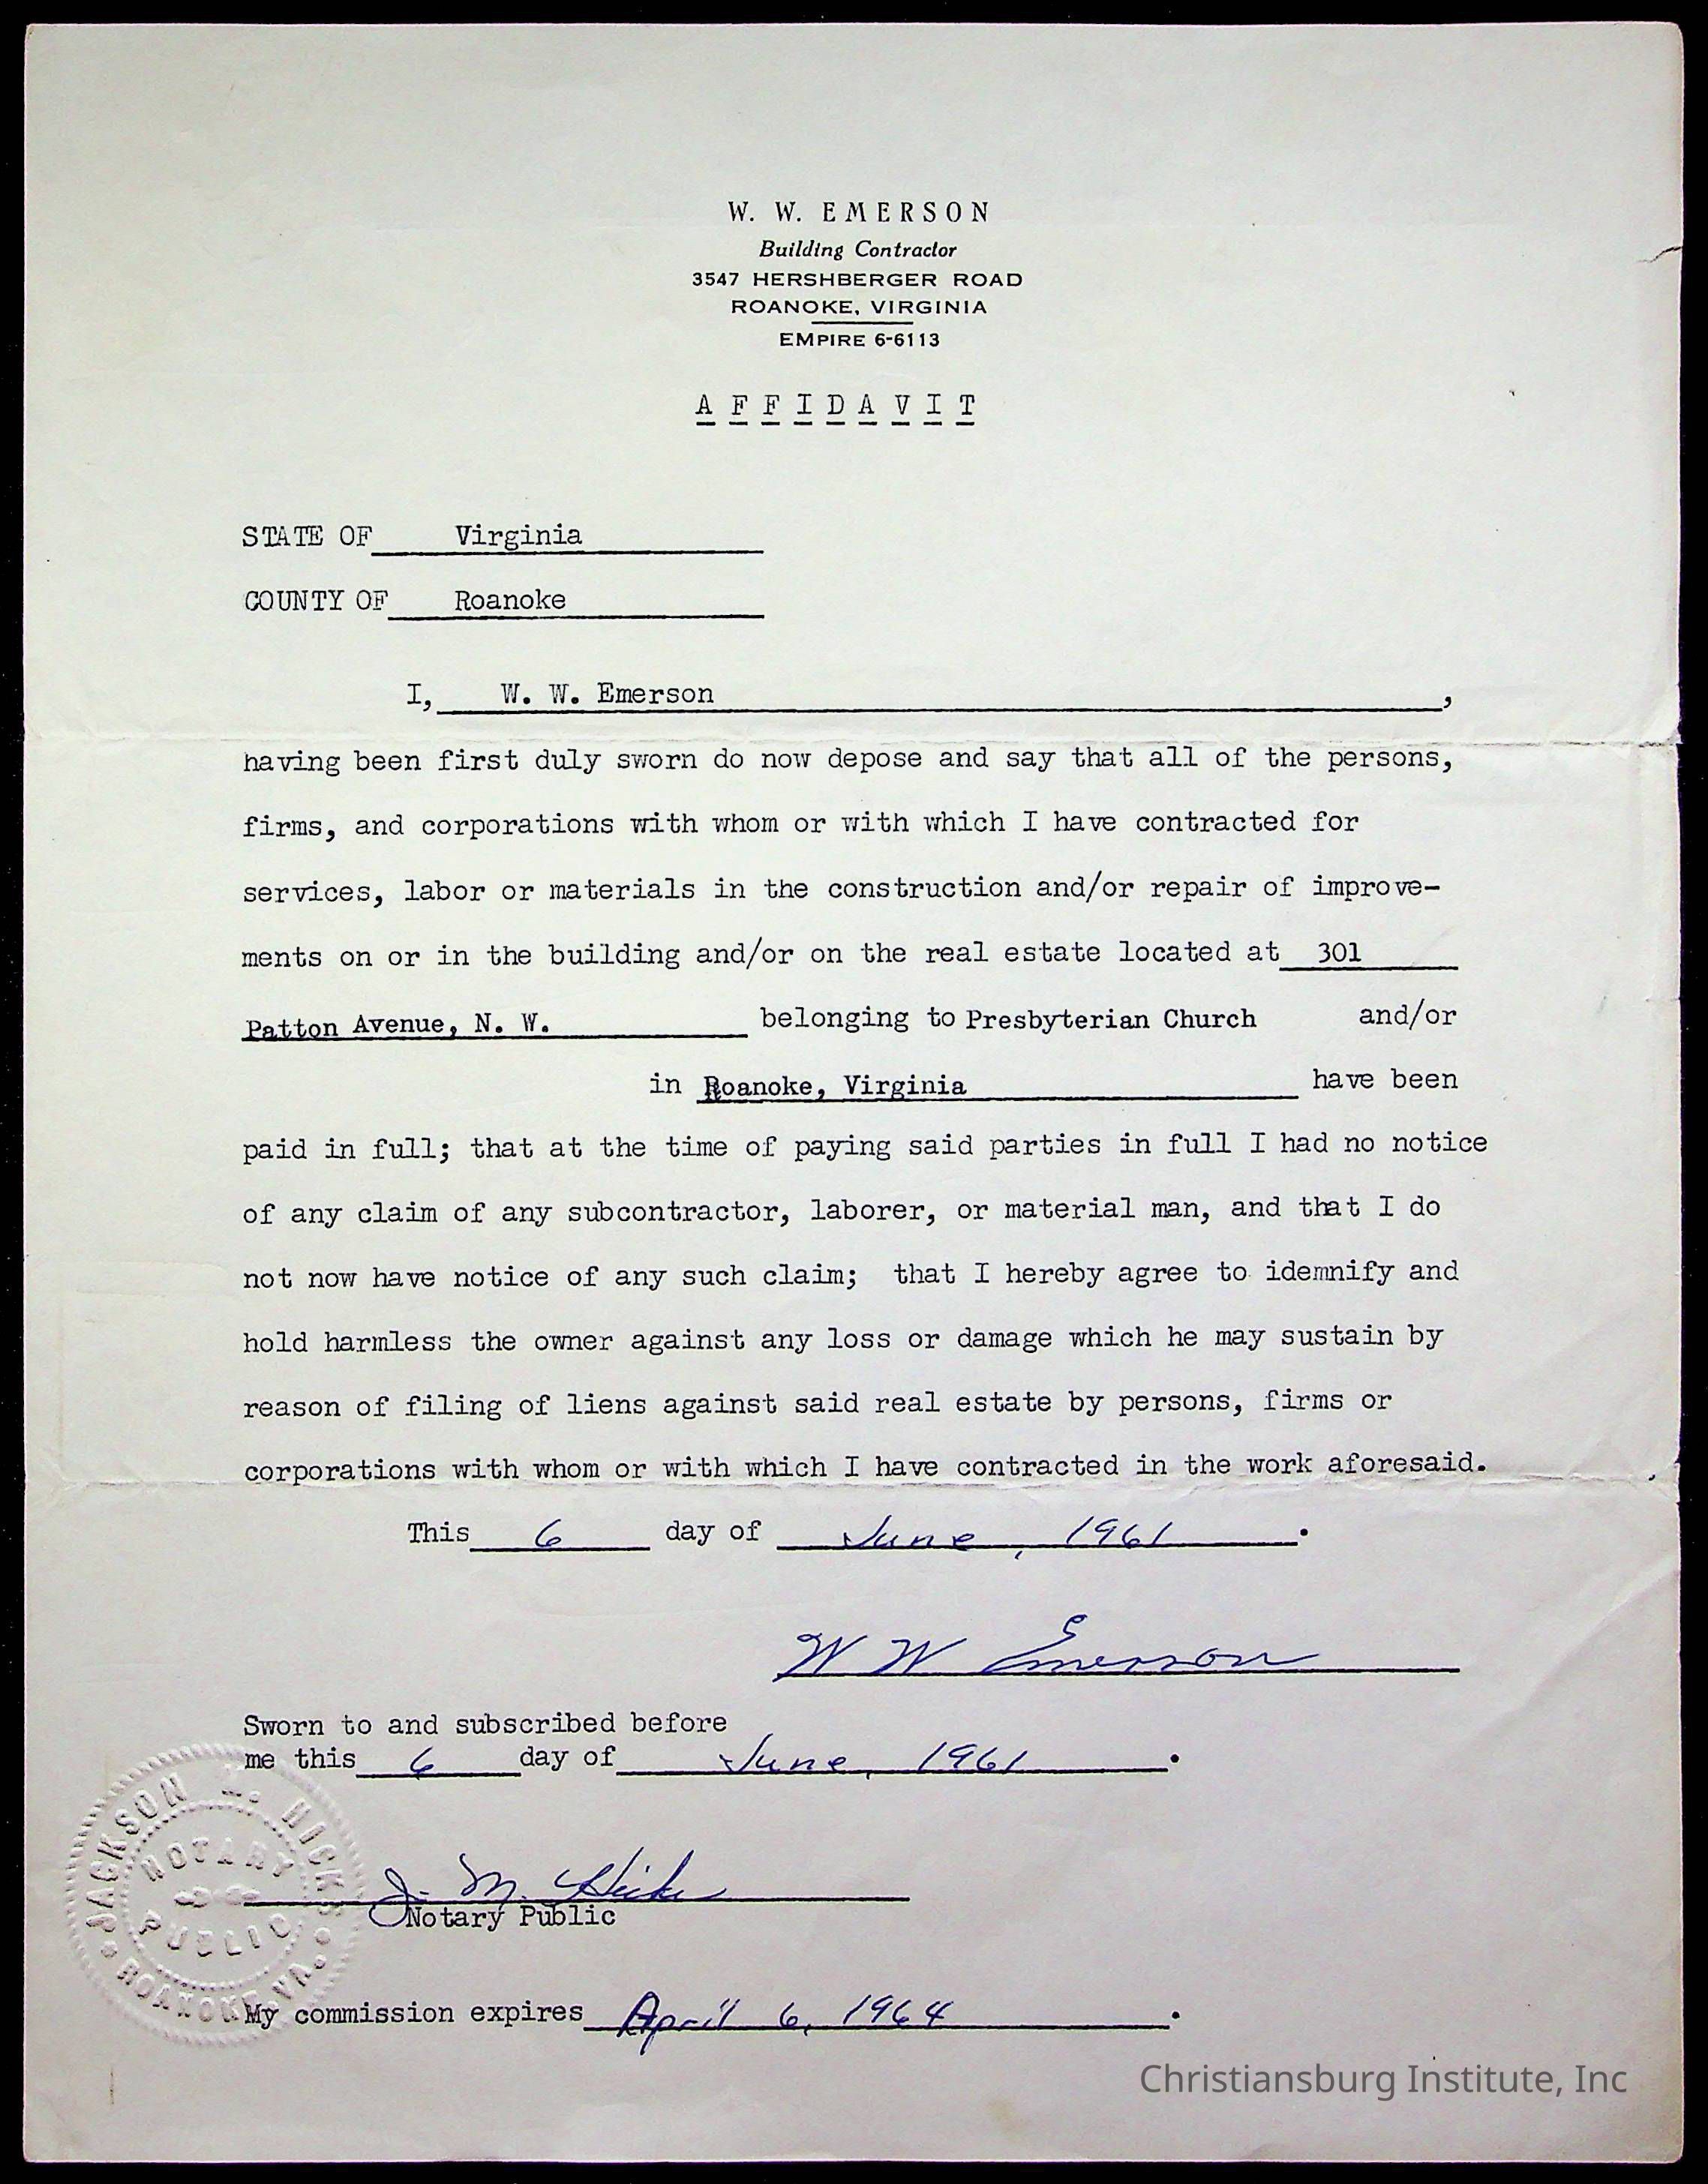 W. W. EMERSON
Building Contractor
3547 HERSHBERGER ROAD
ROANOKE, VIRGINIA
EMPIRE 6-6113
AFFIDAVIT
STATE OF Virginia
COUNTY OF Roanoke
I, W. W. Emerson ,
having been first duly sworn do now depose and say that all of the persons,
firms, and corporations with whom or with which I have contracted for
services, labor or materials in the construction and/or repair of improve-
ments on or in the building and/or on the real estate located at 301
Patton Avenue, N. W. belonging to Presbyterian Church and/or
in Roanoke, Virginia have been
paid in full; that at the time of paying said parties in full I had no notice
of any claim of any subcontractor, laborer, or material man, and that I do
not now have notice of any such claim; that I hereby agree to idemnify and
hold harmless the owner against any loss or damage which he may sustain by
reason of filing of liens against said real estate by persons, firms or
corporations with whom or with which I have contracted in the work aforesaid.
This 6 day of June, 1961.
W W Emerson
Sworn to and subscribed before
me this 6 day of June, 1961.
J. M. Hicks
Notary Public
JACKSON HICKS
NOTARY
PUBLIC
ROANOKE, VA.
My commission expires April 6, 1964.
Christiansburg Institute, Inc